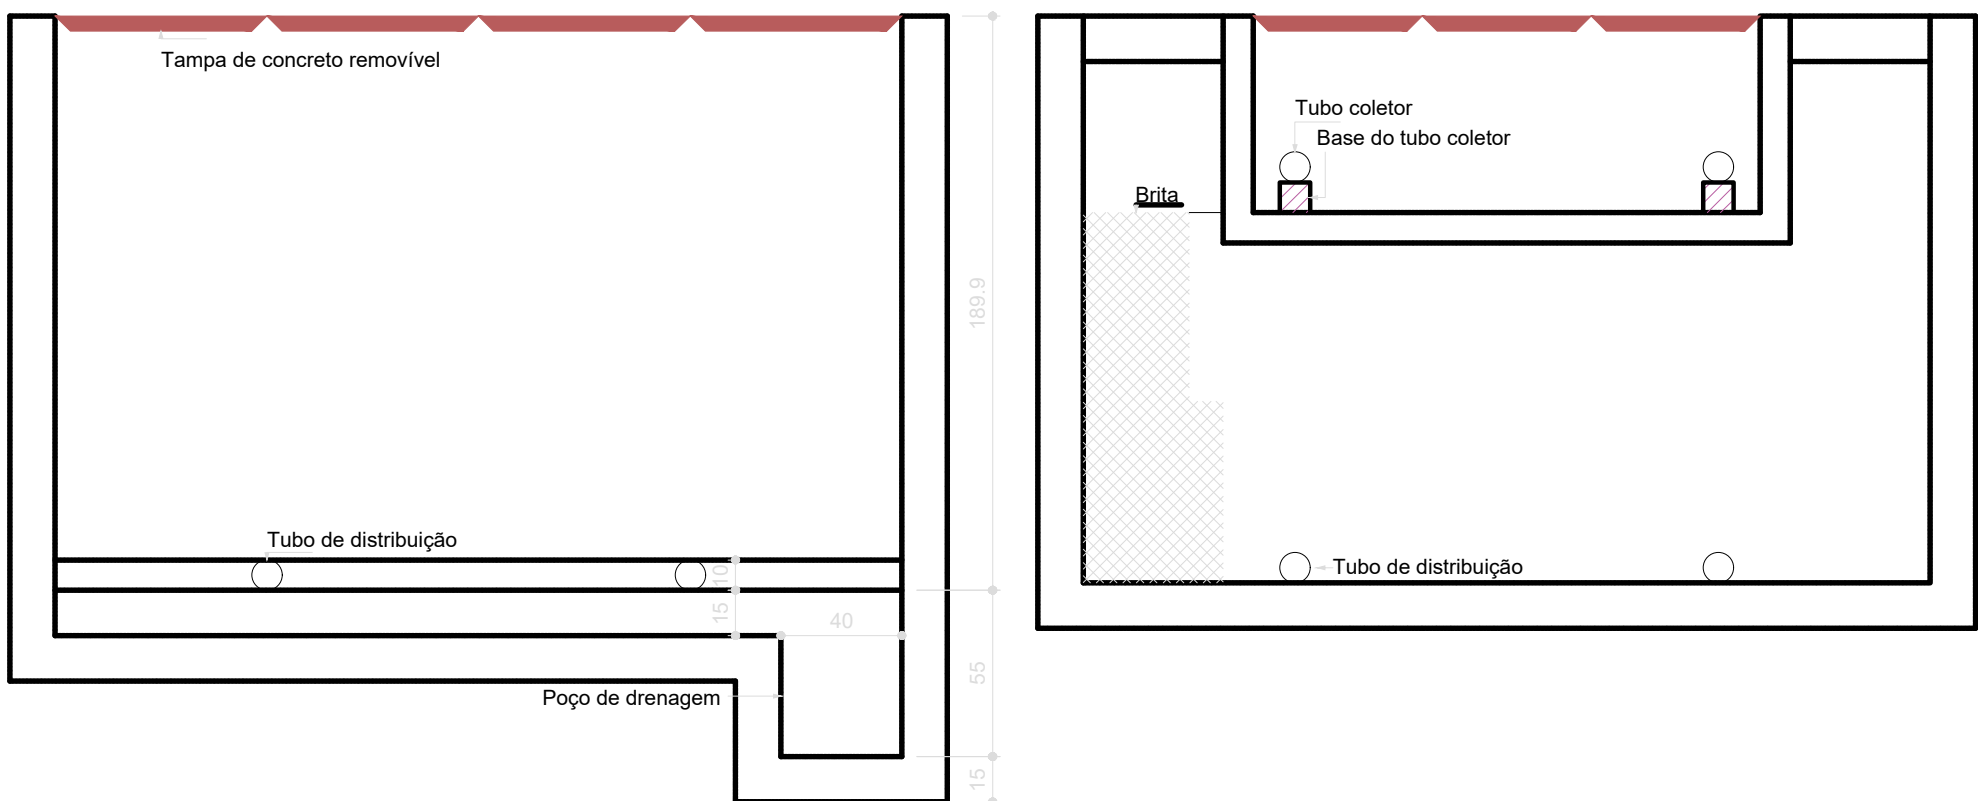 Tampa de concreto removível
Tubo coletor
Base do tubo coletor
Brita
189.9
Tubo de distribuição
Tubo de distribuição
10
15
40
55
Poço de drenagem
15